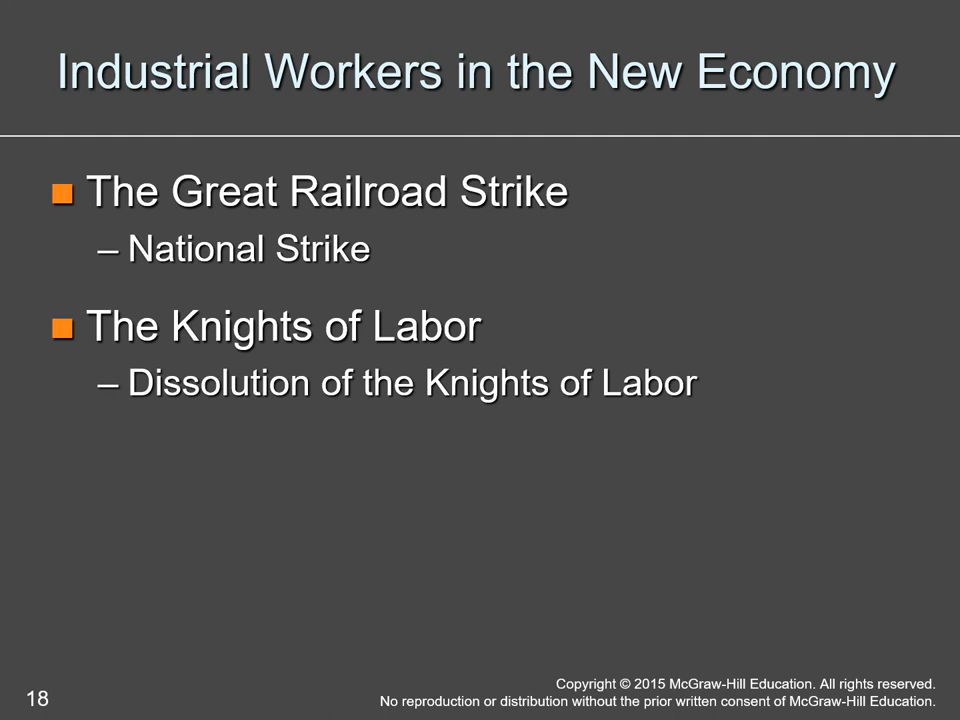 Industrial Workers in the New Economy
The Great Railroad Strike
– National Strike
The Knights of Labor
– Dissolution of the Knights of Labor
18
Copyright © 2015 McGraw-Hill Education. All rights reserved.
No reproduction or distribution without the prior written consent of McGraw-Hill Education.